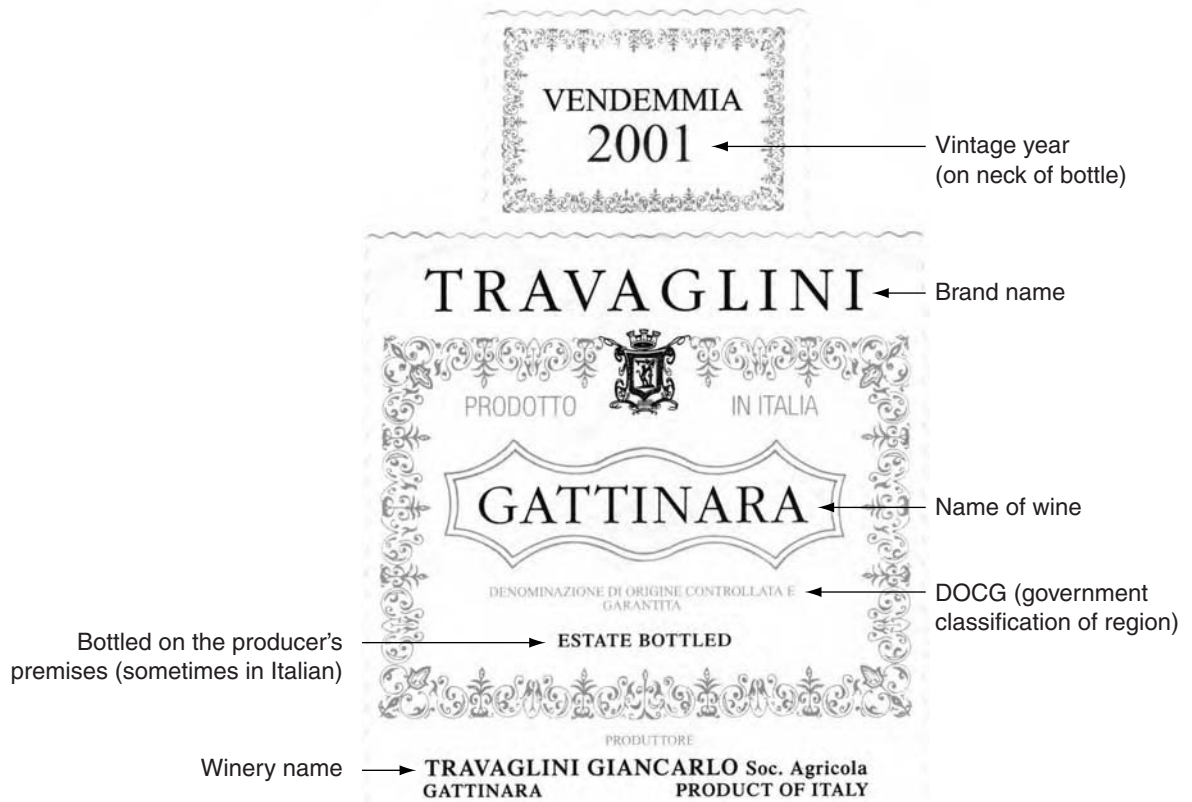 VENDEMMIA
2001
Vintage year
(on neck of bottle)
TRAVAGLINI
Brand name
PRODOTTO IN ITALIA
GATTINARA
Name of wine
DENOMINAZIONE DI ORIGINE CONTROLLATA E
GARANTITA
DOCG (government
classification of region)
Bottled on the producer's
premises (sometimes in Italian)
ESTATE BOTTLED
PRODUTTORE
Winery name
TRAVAGLINI GIANCARLO Soc. Agricola
GATTINARA PRODUCT OF ITALY